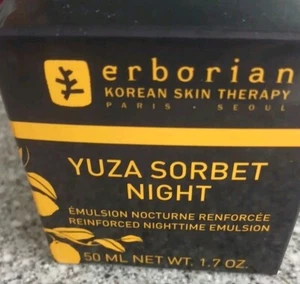 erborian
KOREAN SKIN THERAPY
PARIS · SEOUL
YUZA SORBET
NIGHT
ÉMULSION NOCTURNE RENFORCÉE
REINFORCED NIGHTTIME EMULSION
50 ML NET WT. 1.7 OZ.